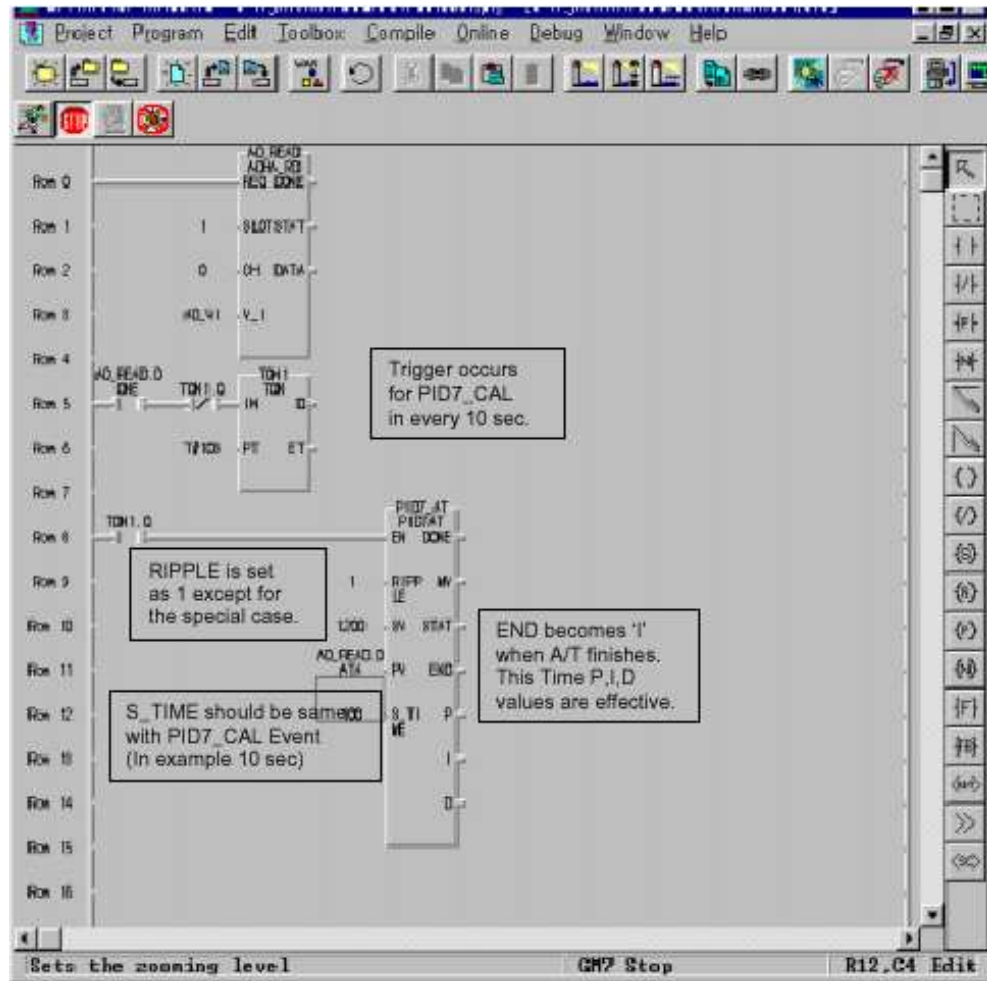 Project Program Edit Toolbox Compile Online Debug Window Help
Row 0
REQ DONE
Row 1 1 SLOT STAT
Row 2 0 CH DATA
Row 3
Row 4
Row 5 TON1.Q IN Q
TON1
TON
Row 6 PT ET
Row 7
Trigger occurs
for PID7_CAL
in every 10 sec.
TON1.Q
PID7_AT
Row 8 EN DONE
RIPPLE is set
as 1 except for
the special case.
Row 9 1 RIPP MV
LE
Row 10 1200 SV STAT
Row 11 PV END
Row 12 100 S_TI P
ME
Row 13 I
Row 14 D
Row 15
Row 16
END becomes 'I'
when A/T finishes.
This Time P,I,D
values are effective.
S_TIME should be same
with PID7_CAL Event
(In example 10 sec)
Sets the zooming level GM7 Stop R12,C4 Edit